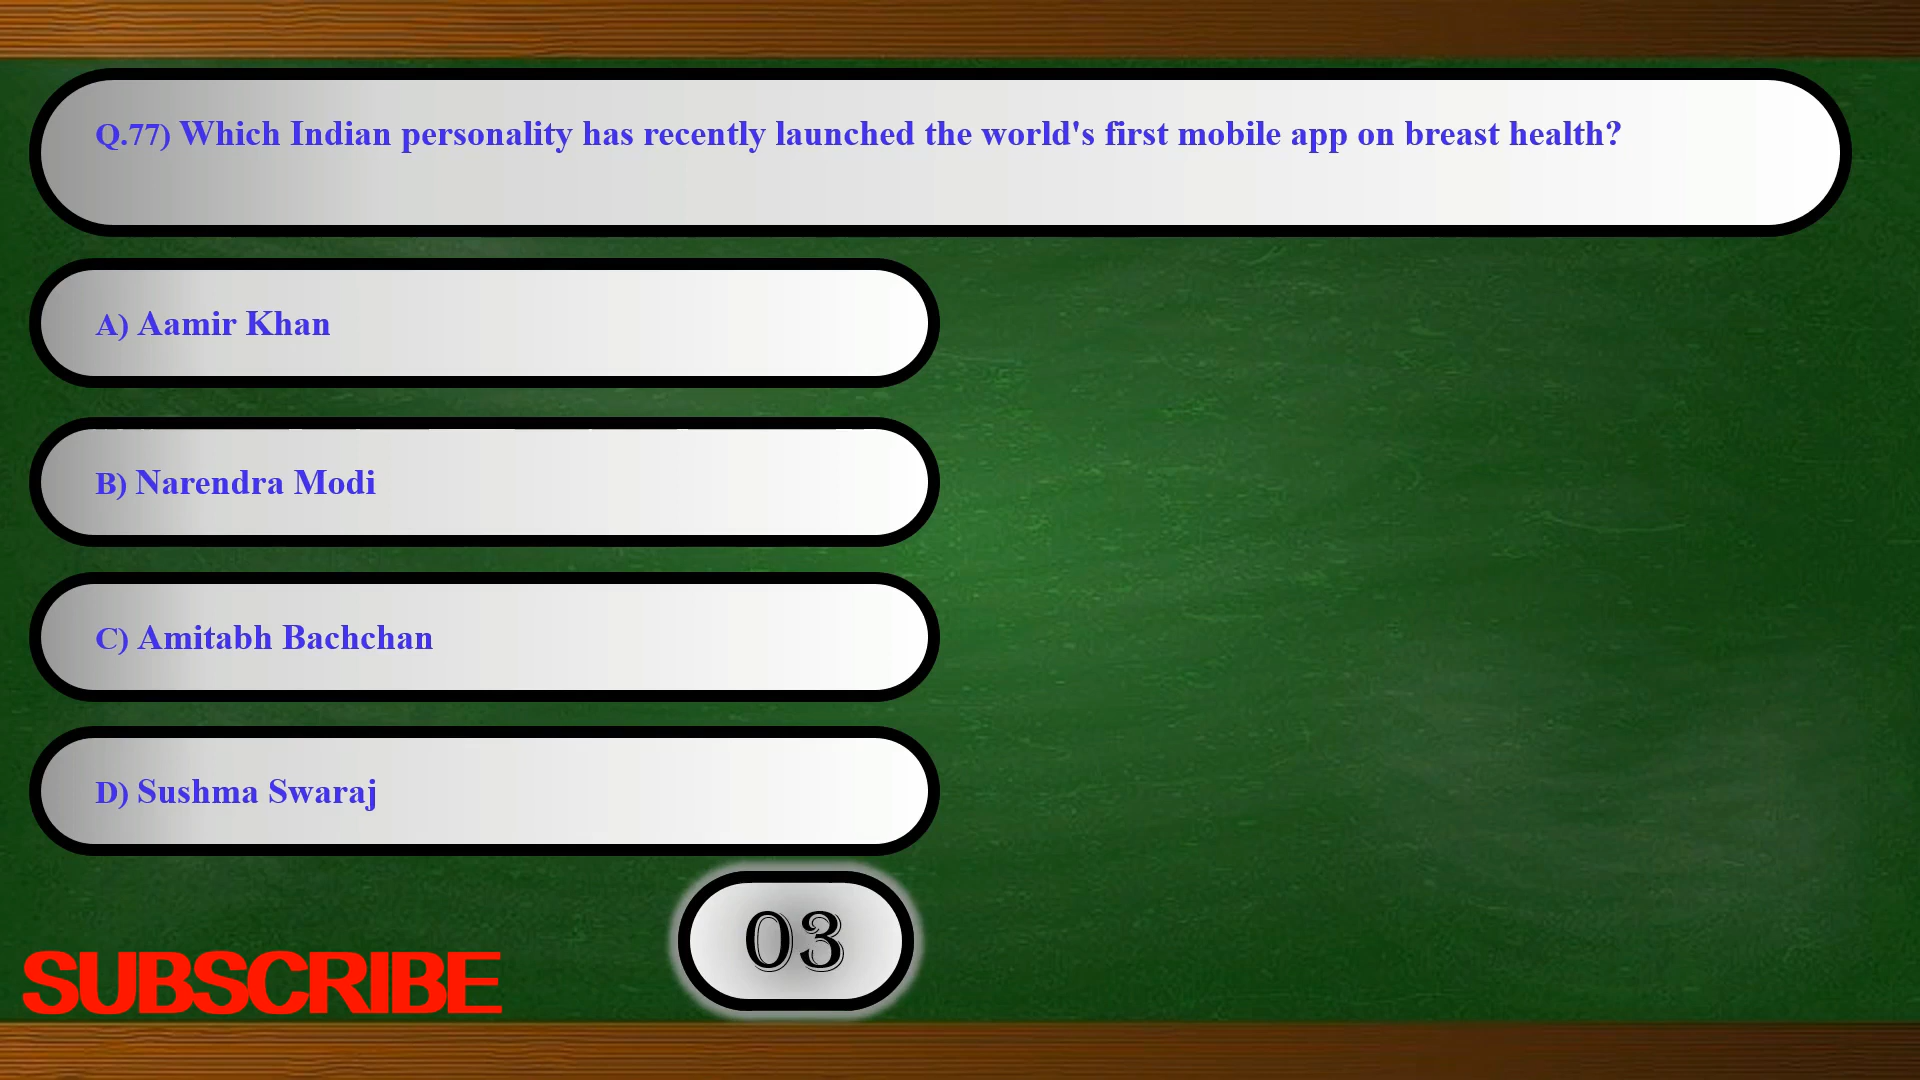 Q.77) Which Indian personality has recently launched the world's first mobile app on breast health?
A) Aamir Khan
B) Narendra Modi
C) Amitabh Bachchan
D) Sushma Swaraj
03
SUBSCRIBE